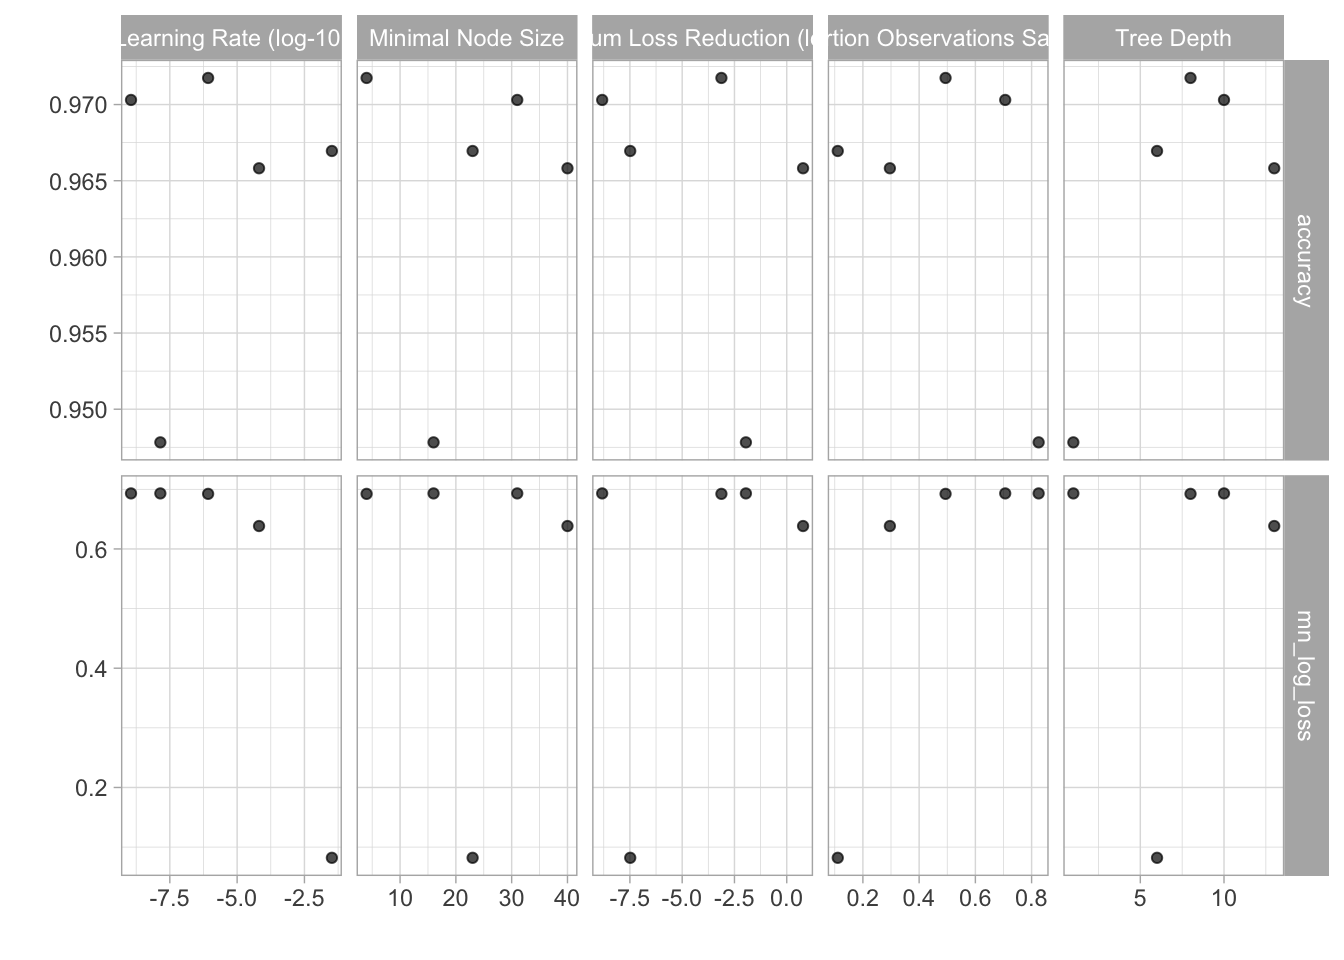 Learning Rate (log-10
Minimal Node Size
um Loss Reduction (lo
rtion Observations Sa
Tree Depth
0.970
0.965
0.960
0.955
0.950
accuracy
0.6
0.4
0.2
mn_log_loss
-7.5 -5.0 -2.5
10 20 30 40
-7.5 -5.0 -2.5 0.0
0.2 0.4 0.6 0.8
5 10